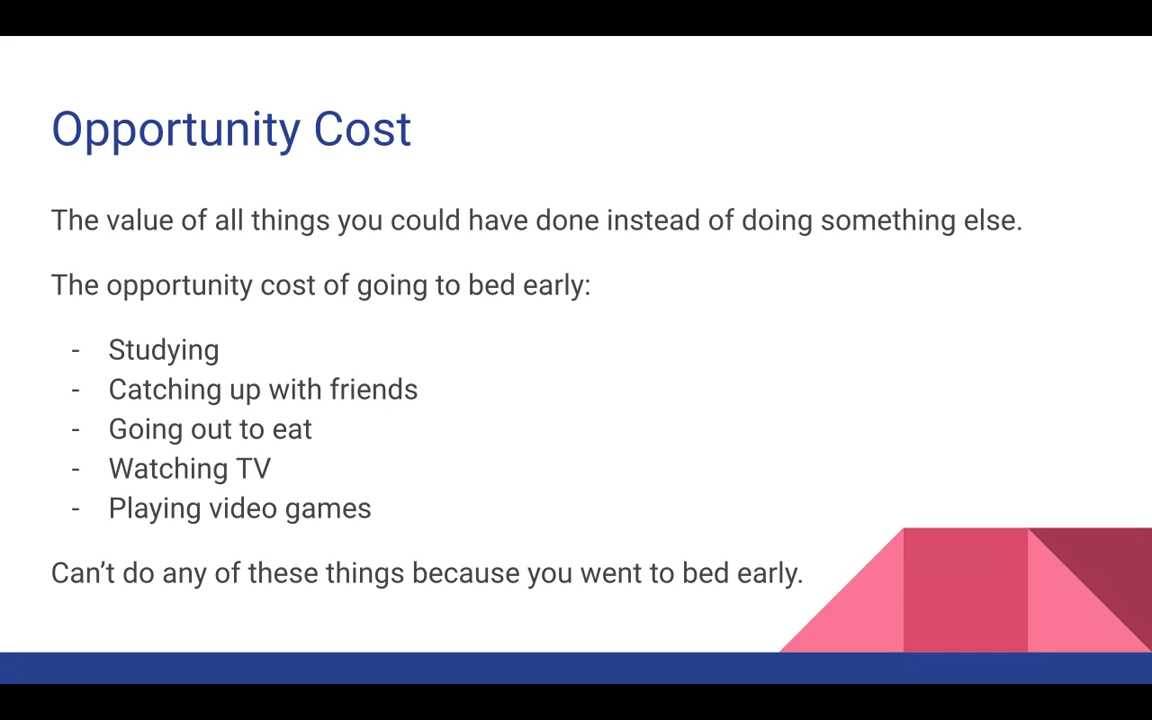 Opportunity Cost
The value of all things you could have done instead of doing something else.
The opportunity cost of going to bed early:
- Studying
- Catching up with friends
- Going out to eat
- Watching TV
- Playing video games
Can’t do any of these things because you went to bed early.